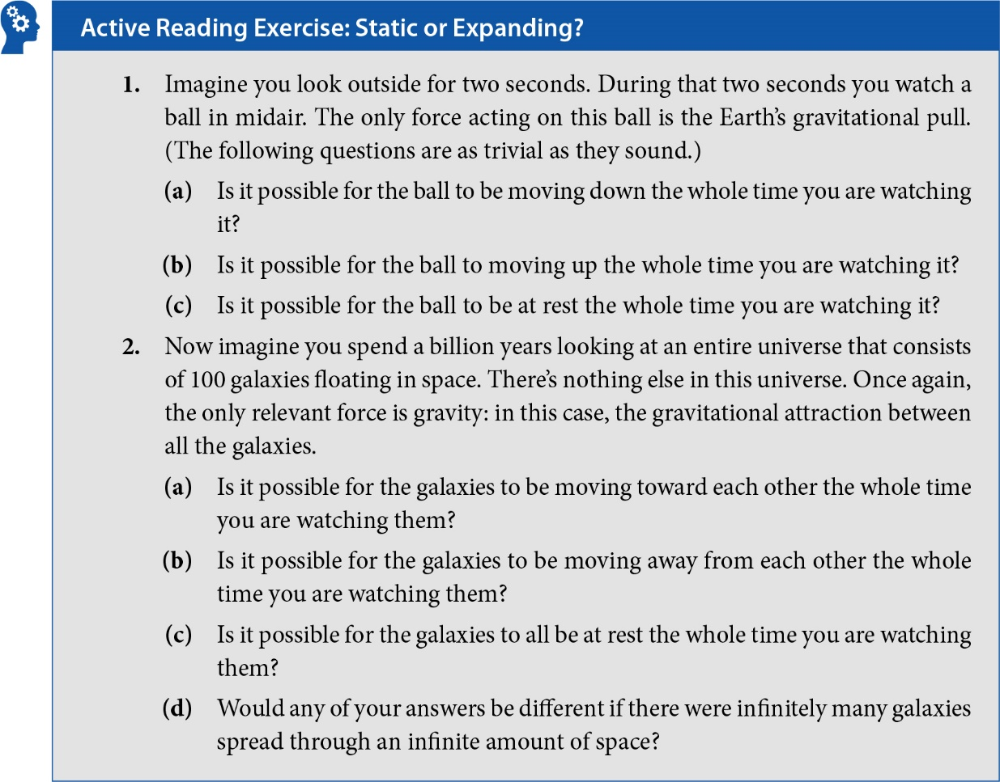 Active Reading Exercise: Static or Expanding?
1. Imagine you look outside for two seconds. During that two seconds you watch a
ball in midair. The only force acting on this ball is the Earth’s gravitational pull.
(The following questions are as trivial as they sound.)
(a) Is it possible for the ball to be moving down the whole time you are watching
it?
(b) Is it possible for the ball to moving up the whole time you are watching it?
(c) Is it possible for the ball to be at rest the whole time you are watching it?
2. Now imagine you spend a billion years looking at an entire universe that consists
of 100 galaxies floating in space. There’s nothing else in this universe. Once again,
the only relevant force is gravity: in this case, the gravitational attraction between
all the galaxies.
(a) Is it possible for the galaxies to be moving toward each other the whole time
you are watching them?
(b) Is it possible for the galaxies to be moving away from each other the whole
time you are watching them?
(c) Is it possible for the galaxies to all be at rest the whole time you are watching
them?
(d) Would any of your answers be different if there were infinitely many galaxies
spread through an infinite amount of space?